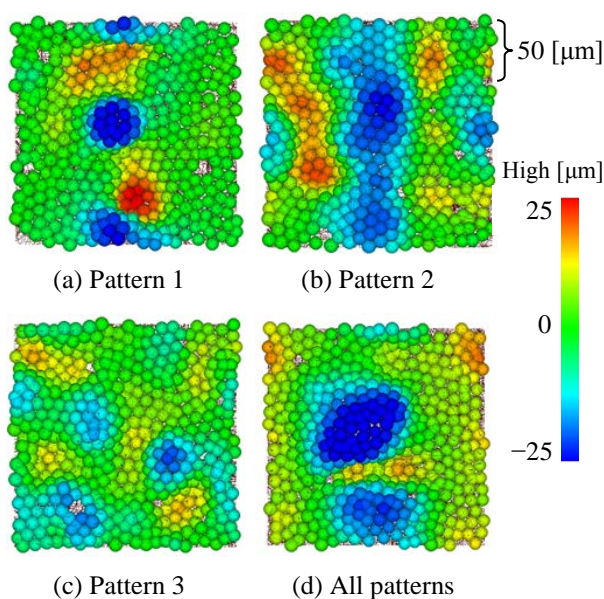 50 [μm]
High [μm]
25
0
−25
(a) Pattern 1
(b) Pattern 2
(c) Pattern 3
(d) All patterns